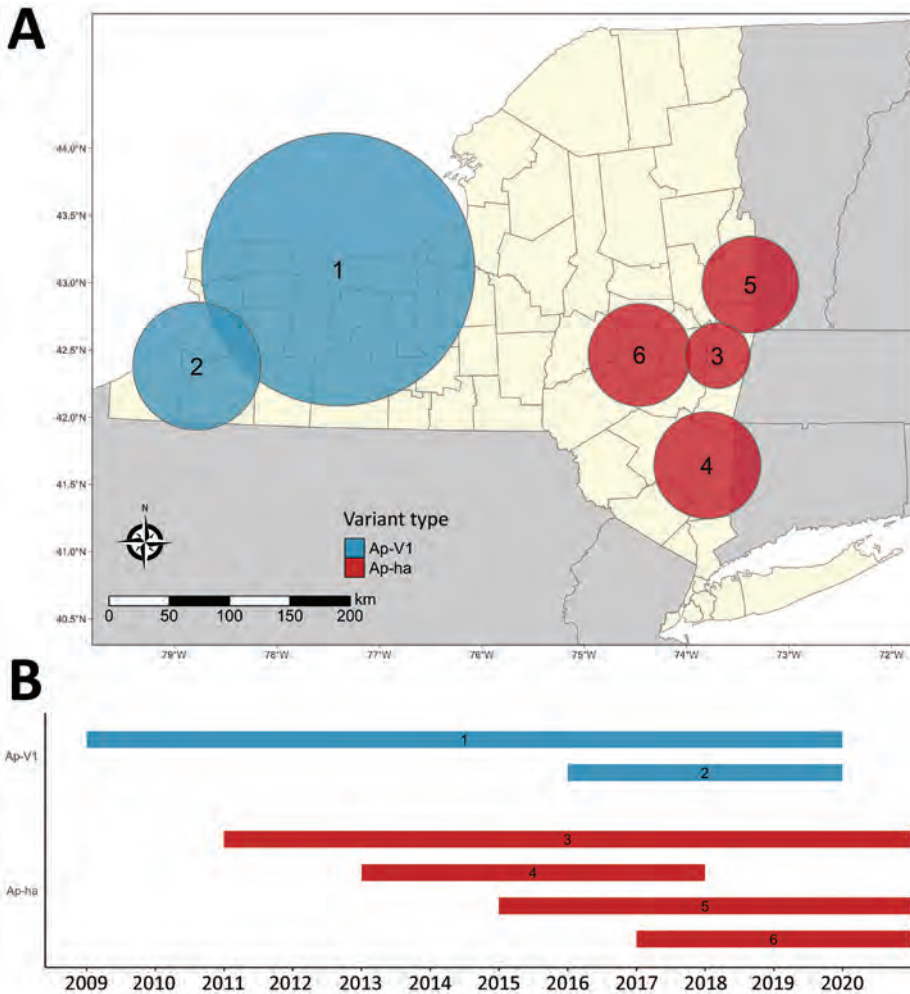 A
44.0°N
43.5°N
43.0°N
42.5°N
42.0°N
41.5°N
41.0°N
40.5°N
1
2
5
6
3
4
N
Variant type
Ap-V1
Ap-ha
km
0 50 100 150 200
79°W 78°W 77°W 76°W 75°W 74°W 73°W 72°W
B
Ap-V1
1
2
Ap-ha
3
4
5
6
2009 2010 2011 2012 2013 2014 2015 2016 2017 2018 2019 2020